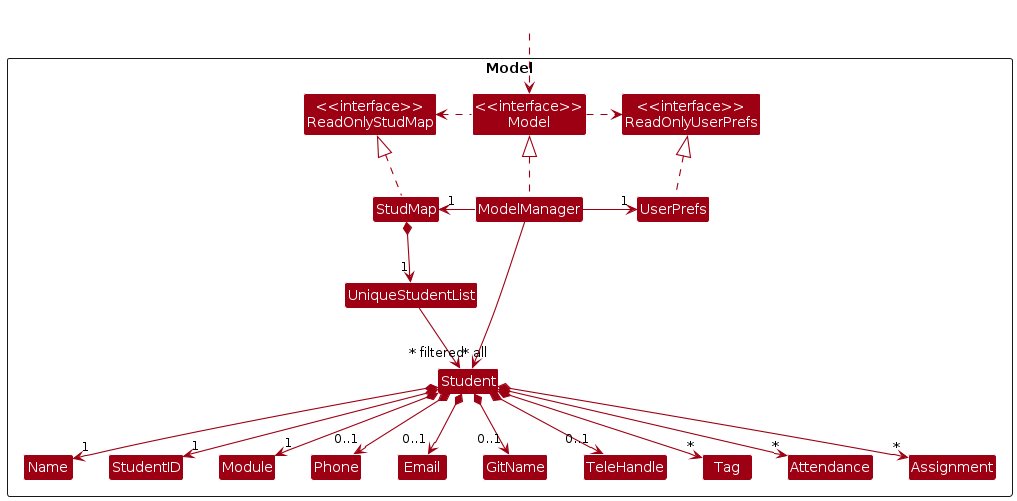 Model
<<interface>>
ReadOnlyStudMap
<<interface>>
Model
<<interface>>
ReadOnlyUserPrefs
StudMap
1
ModelManager
1
UserPrefs
1
UniqueStudentList
* filtered
* all
Student
1
1
1
0..1
0..1
0..1
0..1
*
*
*
Name
StudentID
Module
Phone
Email
GitName
TeleHandle
Tag
Attendance
Assignment